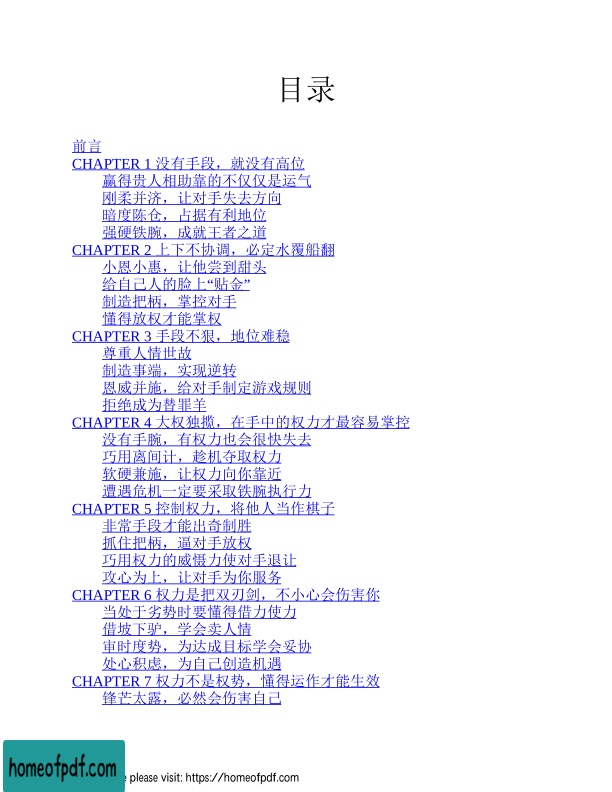 目录
前言
CHAPTER 1 没有手段，就没有高位
赢得贵人相助靠的不仅仅是运气
刚柔并济，让对手失去方向
暗度陈仓，占据有利地位
强硬铁腕，成就王者之道
CHAPTER 2 上下不协调，必定水覆船翻
小恩小惠，让他尝到甜头
给自己人的脸上“贴金”
制造把柄，掌控对手
懂得放权才能掌权
CHAPTER 3 手段不狠，地位难稳
尊重人情世故
制造事端，实现逆转
恩威并施，给对手制定游戏规则
拒绝成为替罪羊
CHAPTER 4 大权独揽，在手中的权力才最容易掌控
没有手腕，有权力也会很快失去
巧用离间计，趁机夺取权力
软硬兼施，让权力向你靠近
遭遇危机一定要采取铁腕执行力
CHAPTER 5 控制权力，将他人当作棋子
非常手段才能出奇制胜
抓住把柄，逼对手放权
巧用权力的威慑力使对手退让
攻心为上，让对手为你服务
CHAPTER 6 权力是把双刃剑，不小心会伤害你
当处于劣势时要懂得借力使力
借坡下驴，学会卖人情
审时度势，为达成目标学会妥协
处心积虑，为自己创造机遇
CHAPTER 7 权力不是权势，懂得运作才能生效
锋芒太露，必然会伤害自己
homeofpdf.com
please visit: https://homeofpdf.com